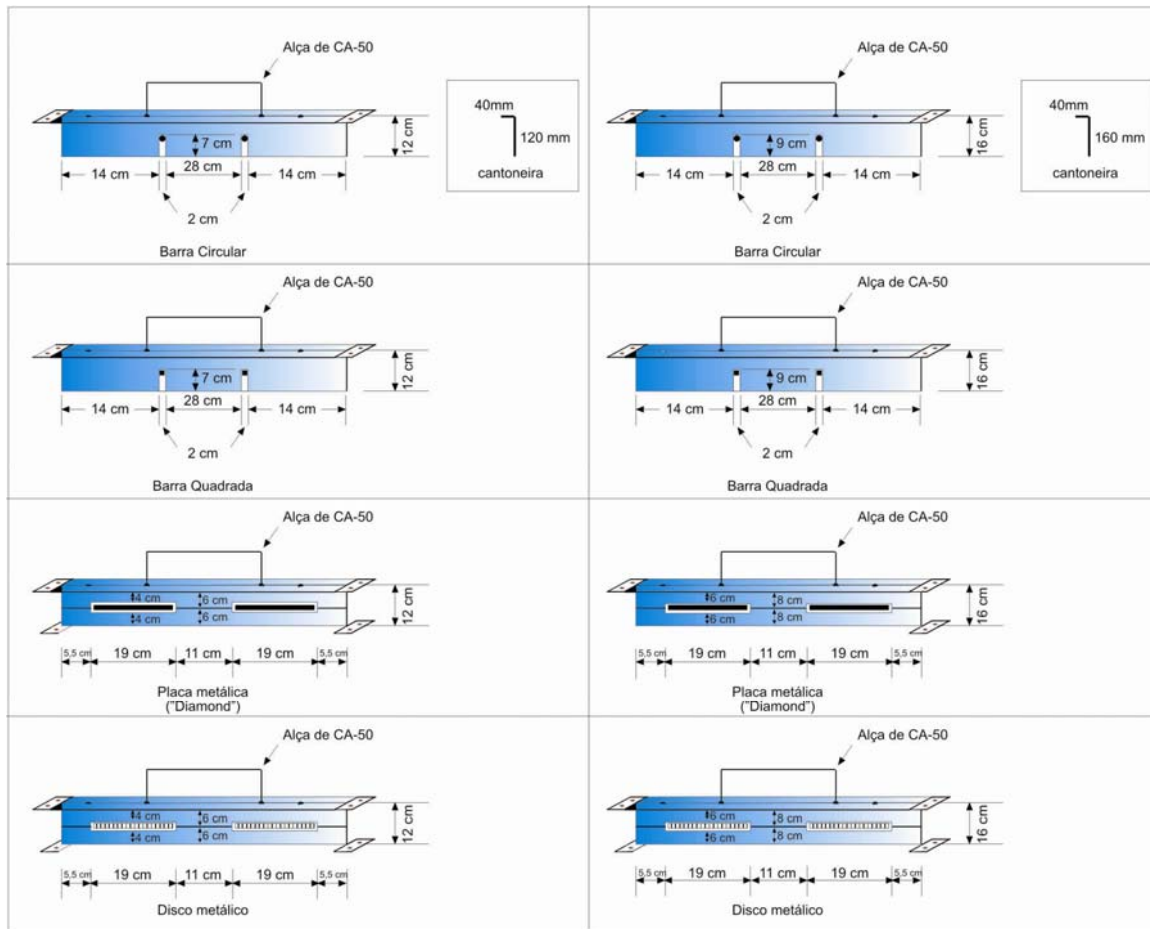 Alça de CA-50
40mm
120 mm
cantoneira
7 cm
12 cm
14 cm
28 cm
14 cm
2 cm
Barra Circular
Alça de CA-50
40mm
160 mm
cantoneira
9 cm
16 cm
14 cm
28 cm
14 cm
2 cm
Barra Circular
Alça de CA-50
7 cm
12 cm
14 cm
28 cm
14 cm
2 cm
Barra Quadrada
Alça de CA-50
9 cm
16 cm
14 cm
28 cm
14 cm
2 cm
Barra Quadrada
Alça de CA-50
4 cm
6 cm
4 cm
6 cm
12 cm
5,5 cm
19 cm
11 cm
19 cm
5,5 cm
Placa metálica
("Diamond")
Alça de CA-50
6 cm
8 cm
6 cm
8 cm
16 cm
5,5 cm
19 cm
11 cm
19 cm
5,5 cm
Placa metálica
("Diamond")
Alça de CA-50
4 cm
6 cm
4 cm
6 cm
12 cm
5,5 cm
19 cm
11 cm
19 cm
5,5 cm
Disco metálico
Alça de CA-50
6 cm
8 cm
6 cm
8 cm
16 cm
5,5 cm
19 cm
11 cm
19 cm
5,5 cm
Disco metálico